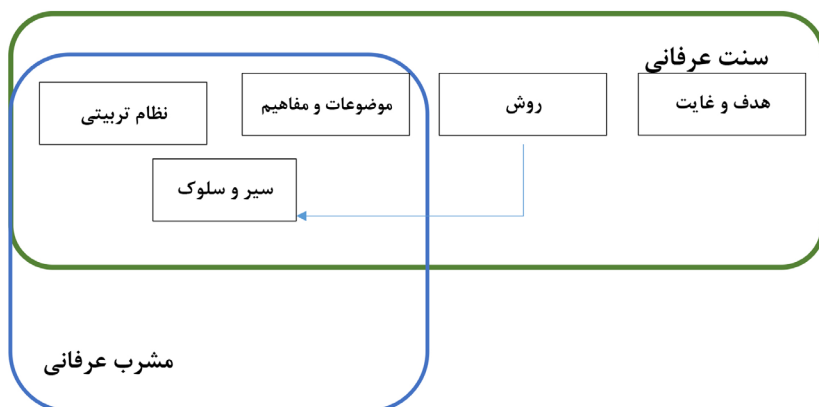 سنت عرفانی
هدف و غایت
روش
موضوعات و مفاهیم
نظام تربیتی
سیر و سلوک
مشرب عرفانی